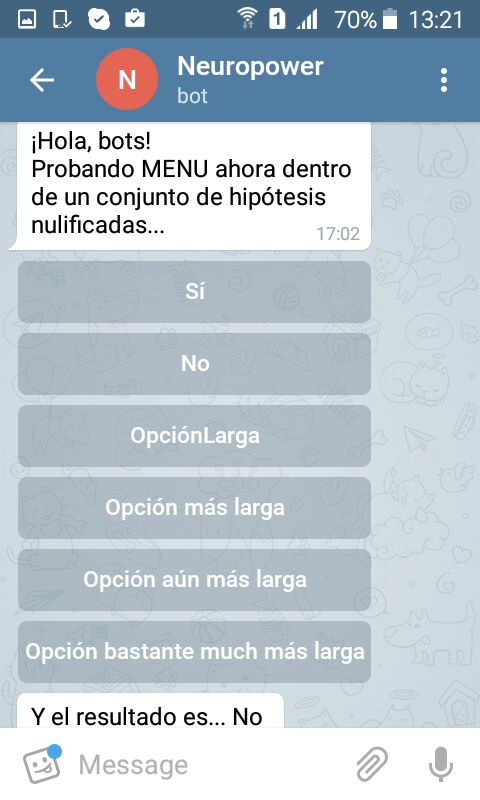 1
70%
13:21
N
Neuropower
bot
¡Hola, bots!
Probando MENU ahora dentro
de un conjunto de hipótesis
nulificadas...
17:02
Sí
No
OpciónLarga
Opción más larga
Opción aún más larga
Opción bastante much más larga
Y el resultado es... No
Message